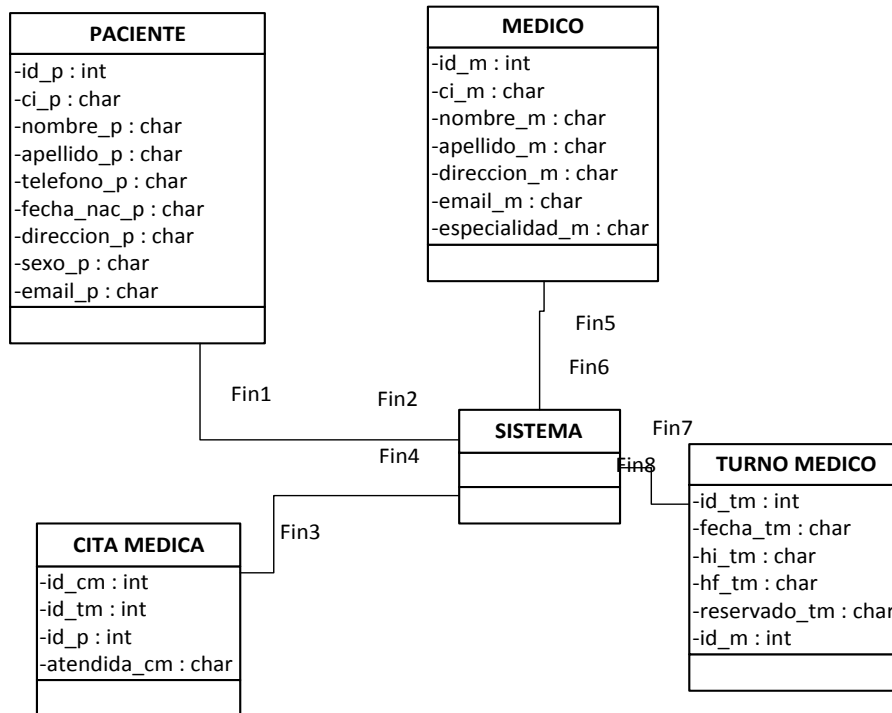 PACIENTE
-id_p : int
-ci_p : char
-nombre_p : char
-apellido_p : char
-telefono_p : char
-fecha_nac_p : char
-direccion_p : char
-sexo_p : char
-email_p : char
MEDICO
-id_m : int
-ci_m : char
-nombre_m : char
-apellido_m : char
-direccion_m : char
-email_m : char
-especialidad_m : char
Fin5
Fin6
Fin1
Fin2
SISTEMA
Fin7
Fin8
Fin4
Fin3
TURNO MEDICO
-id_tm : int
-fecha_tm : char
-hi_tm : char
-hf_tm : char
-reservado_tm : char
-id_m : int
CITA MEDICA
-id_cm : int
-id_tm : int
-id_p : int
-atendida_cm : char